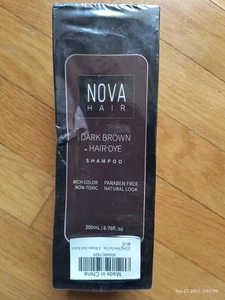 NOVA
HAIR
DARK BROWN
HAIR DYE
SHAMPOO
RICH COLOR PARABEN FREE
NON-TOXIC NATURAL LOOK
200mL / 6.76fl. oz
Made in China